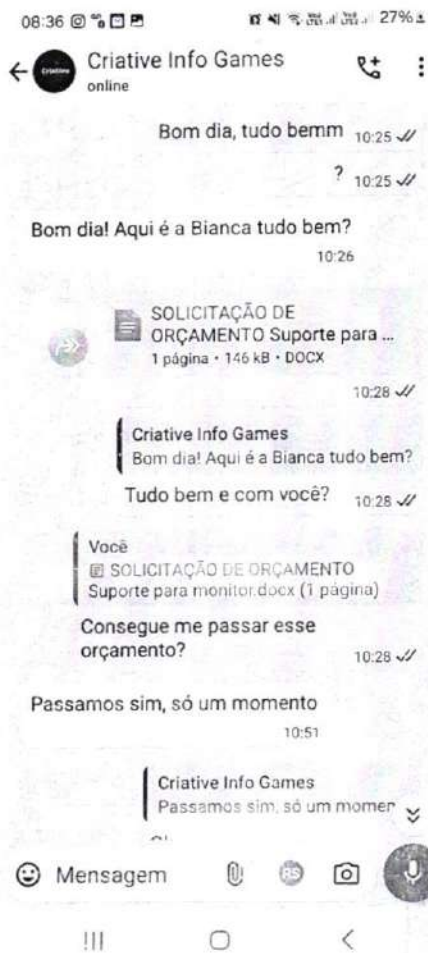 08:36 27%
Criative Info Games
online
Bom dia, tudo bemm 10:25
? 10:25
Bom dia! Aqui é a Bianca tudo bem?
10:26
SOLICITAÇÃO DE
ORÇAMENTO Suporte para ...
1 página • 146 kB • DOCX
10:28
Criative Info Games
Bom dia! Aqui é a Bianca tudo bem?
Tudo bem e com você? 10:28
Você
SOLICITAÇÃO DE ORÇAMENTO
Suporte para monitor.docx (1 página)
Consegue me passar esse
orçamento? 10:28
Passamos sim, só um momento
10:51
Criative Info Games
Passamos sim, só um momen
Mensagem RS